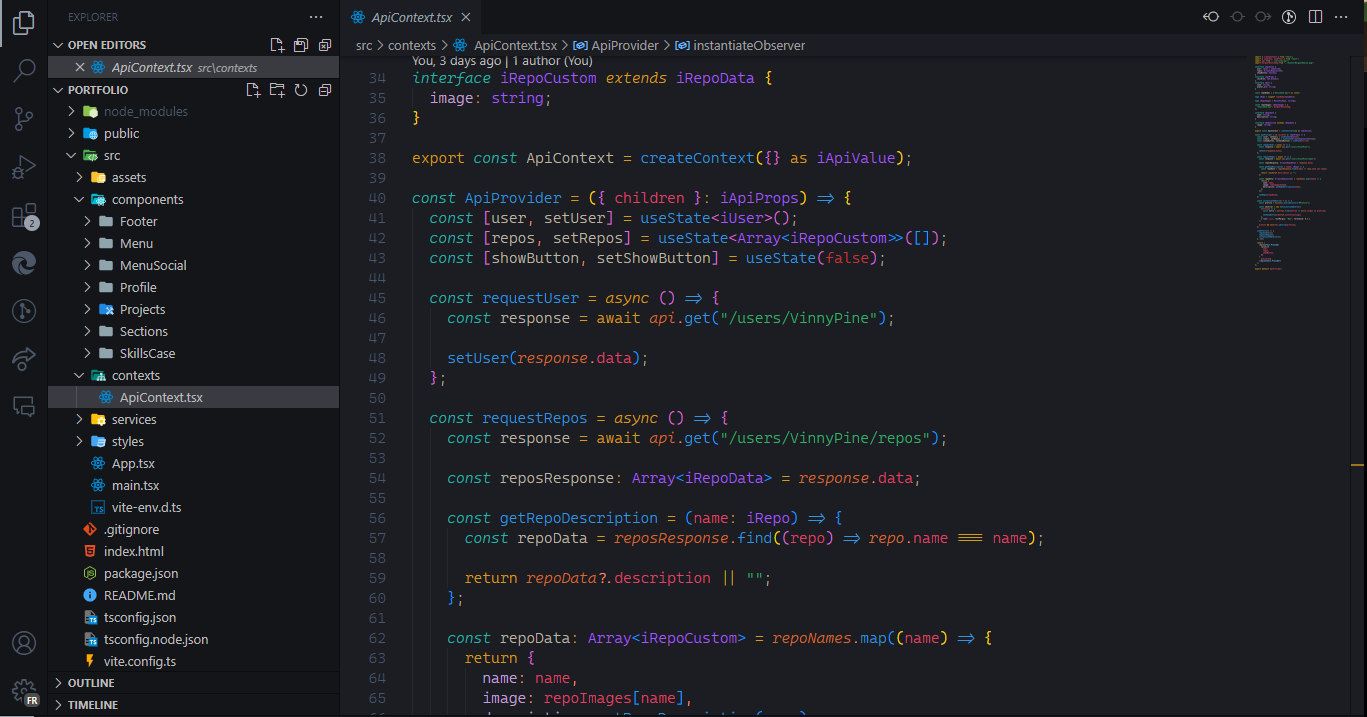 EXPLORER
OPEN EDITORS
ApiContext.tsx src\contexts
PORTFOLIO
node_modules
public
src
assets
components
Footer
Menu
MenuSocial
Profile
Projects
Sections
SkillsCase
contexts
ApiContext.tsx
services
styles
App.tsx
main.tsx
TS vite-env.d.ts
.gitignore
index.html
package.json
README.md
tsconfig.json
tsconfig.node.json
vite.config.ts
OUTLINE
TIMELINE
2
FR
ApiContext.tsx
src > contexts > ApiContext.tsx > ApiProvider > instantiateObserver
You, 3 days ago | 1 author (You)
34 interface iRepoCustom extends iRepoData {
35 image: string;
36 }
37
38 export const ApiContext = createContext({} as iApiValue);
39
40 const ApiProvider = ({ children }: iApiProps) => {
41 const [user, setUser] = useState<iUser>();
42 const [repos, setRepos] = useState<Array<iRepoCustom>>([]);
43 const [showButton, setShowButton] = useState(false);
44
45 const requestUser = async () => {
46 const response = await api.get("/users/VinnyPine");
47
48 setUser(response.data);
49 };
50
51 const requestRepos = async () => {
52 const response = await api.get("/users/VinnyPine/repos");
53
54 const reposResponse: Array<iRepoData> = response.data;
55
56 const getRepoDescription = (name: iRepo) => {
57 const repoData = reposResponse.find((repo) => repo.name === name);
58
59 return repoData?.description || "";
60 };
61
62 const repoData: Array<iRepoCustom> = repoNames.map((name) => {
63 return {
64 name: name,
65 image: repoImages[name],